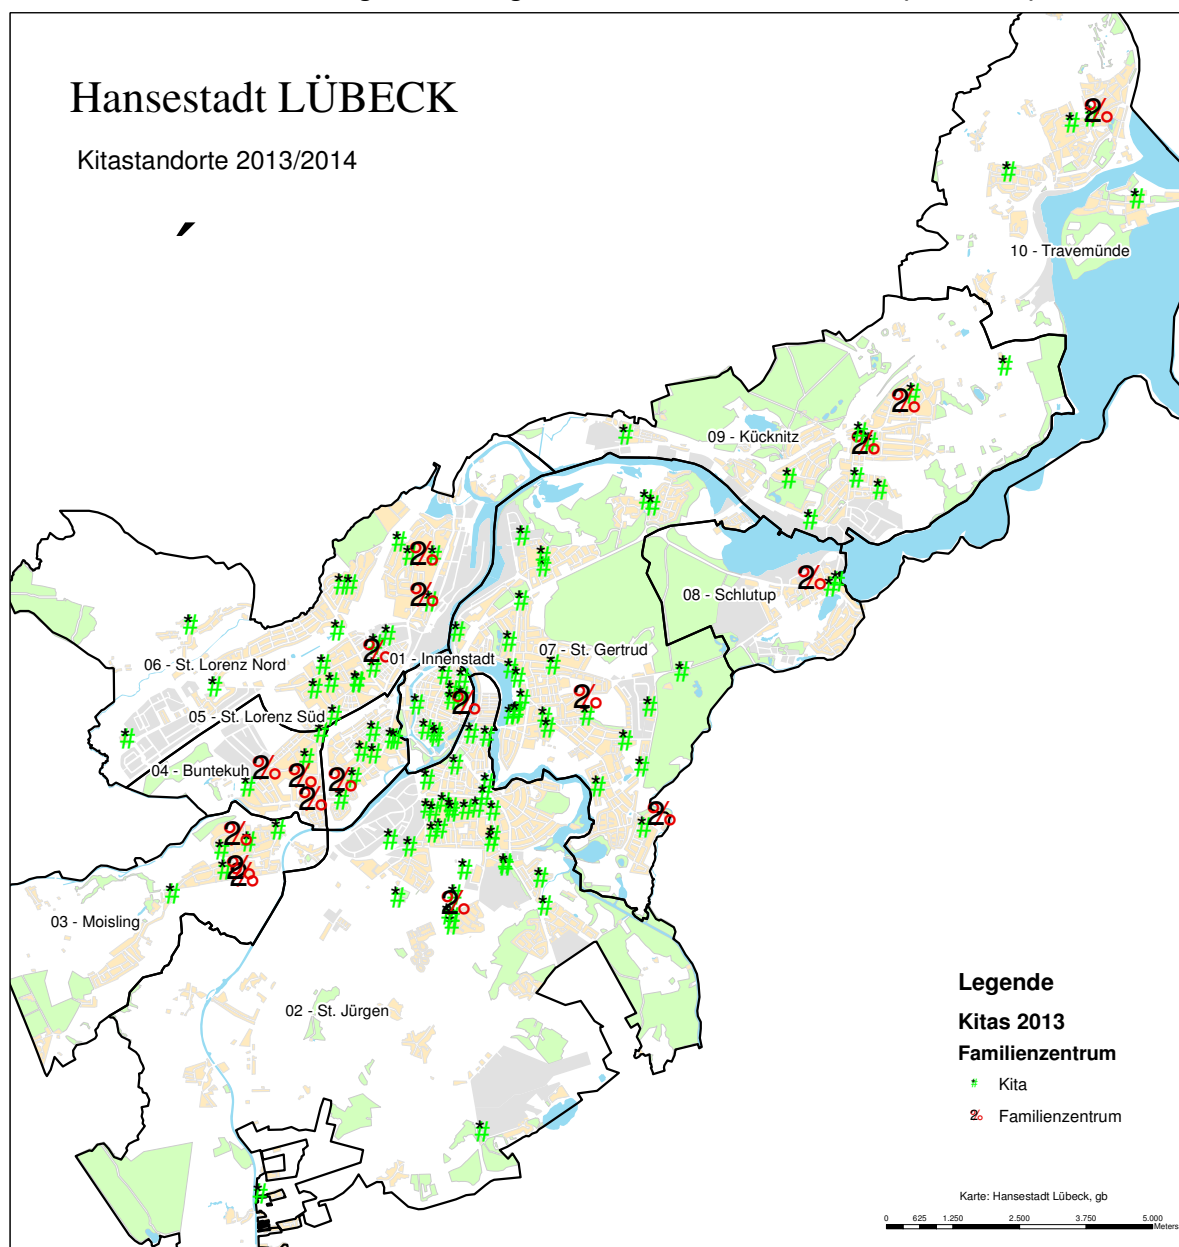 Hansestadt LÜBECK
Kitastandorte 2013/2014
10 - Travemünde
09 - Kücknitz
08 - Schlutup
07 - St. Gertrud
06 - St. Lorenz Nord
01 - Innenstadt
05 - St. Lorenz Süd
04 - Buntekuh
03 - Moisling
02 - St. Jürgen
Legende
Kitas 2013
Familienzentrum
Kita
Familienzentrum
Karte: Hansestadt Lübeck, gb
0 625 1.250 2.500 3.750 5.000
Meters